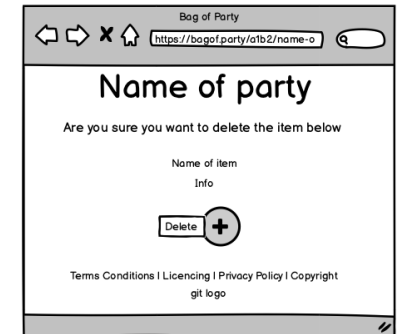 Bag of Party
https://bagof.party/a1b2/name-o
Name of party
Are you sure you want to delete the item below
Name of item
Info
Delete
Terms Conditions | Licencing | Privacy Policy | Copyright
git logo